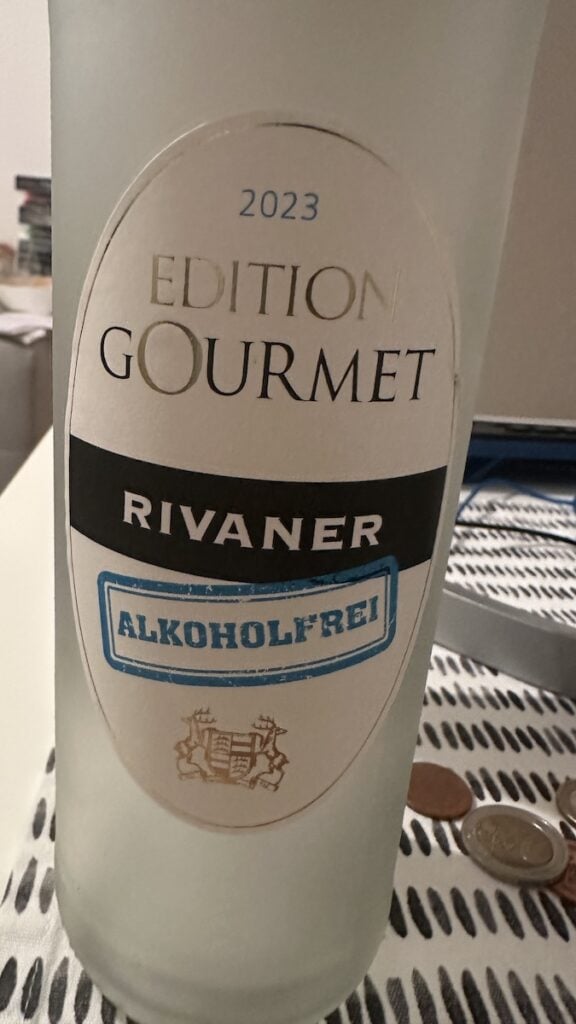 2023
EDITION
GOURMET
RIVANER
ALKOHOLFREI